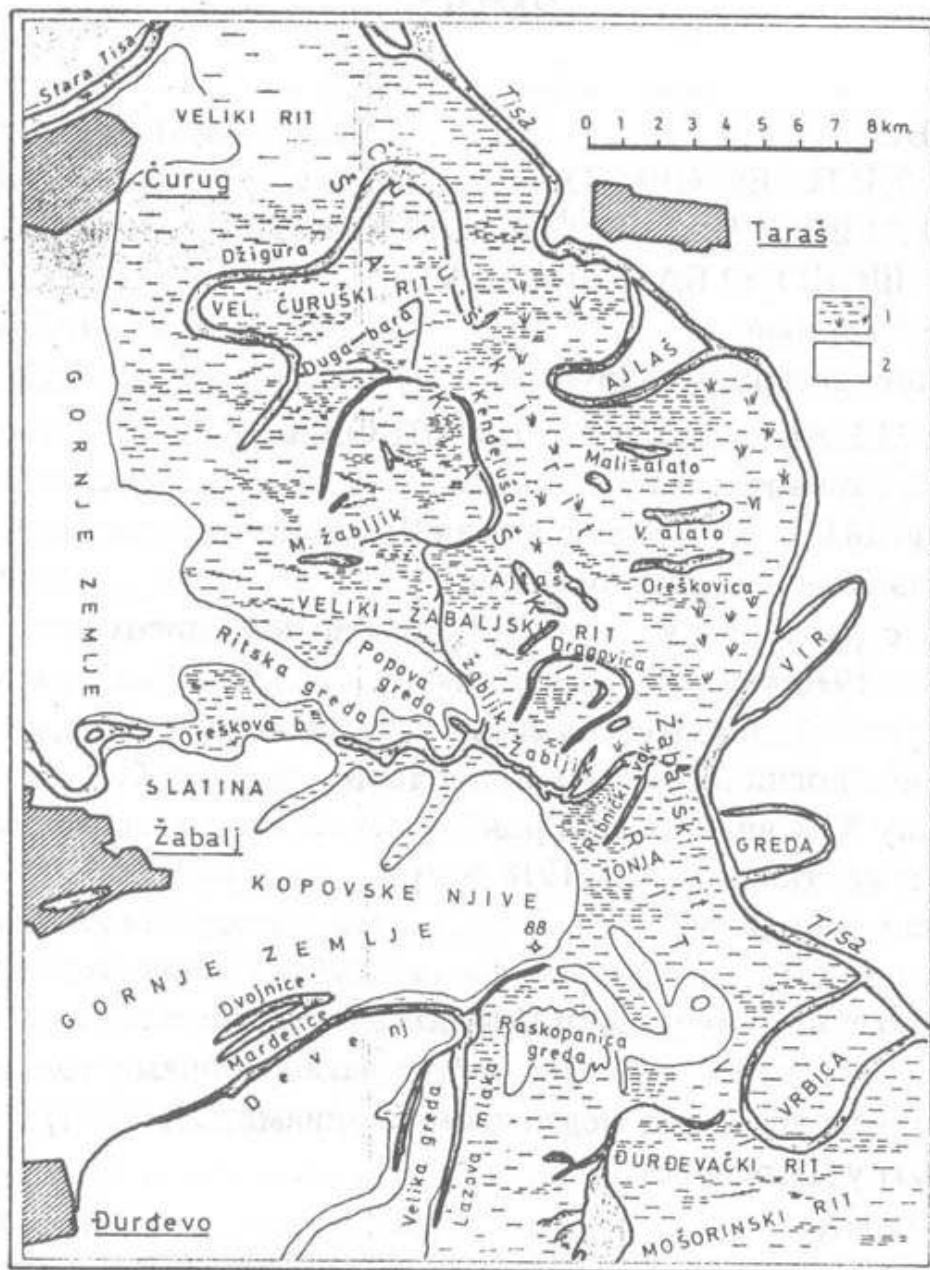 Stara Tisa
Tisa
VELIKI RIT
0 1 2 3 4 5 6 7 8 km.
Čurug
Taraš
Džigura
VEL. ČURUŠKI RIT
1
2
Duga bara
AJLAŠ
GORNJE ZEMLJE
Kendeluša
Mali alato
M. žabljik
V. alato
Ajlaš
Oreškovica
VELIKI
ŽABALJSKI RIT
VIR
Ritska greda
Popova greda
Dragovica
Oreškova b.
Žabljik
Ribnički tvak
Žabaljski rit
SLATINA
Žabalj
GREDA
TONJA
KOPOVSKE NJIVE
88
Tisa
GORNJE ZEMLJE
Dvojnice
Mardelice
Devenj
Raskopanica greda
VRBICA
Velika greda
Lazova mlaka
ĐURĐEVAČKI RIT
Đurđevo
MOŠORINSKI RIT